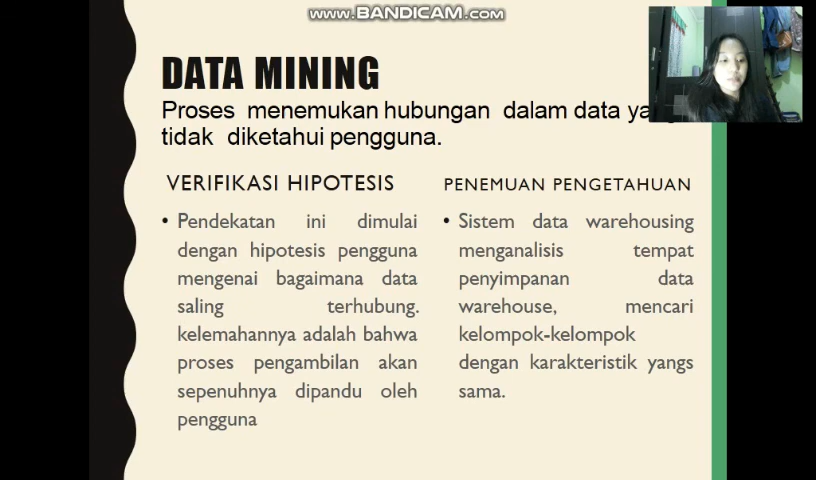 WWW.BANDICAM.COM
DATA MINING
Proses menemukan hubungan dalam data
tidak diketahui pengguna.
VERIFIKASI HIPOTESIS
• Pendekatan ini dimulai
dengan hipotesis pengguna
mengenai bagaimana data
saling terhubung.
kelemahannya adalah bahwa
proses pengambilan akan
sepenuhnya dipandu oleh
pengguna
PENEMUAN PENGETAHUAN
• Sistem data warehousing
menganalisis tempat
penyimpanan data
warehouse, mencari
kelompok-kelompok
dengan karakteristik yangs
sama.